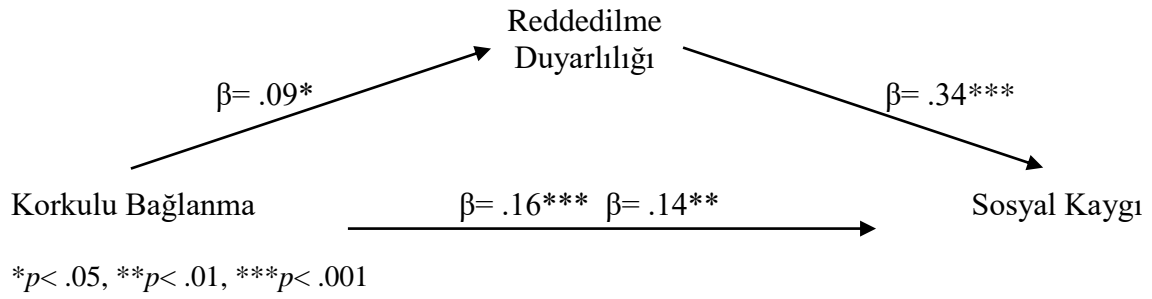 Reddedilme
Duyarlılığı
β= .09*
β= .34***
Korkulu Bağlanma
β= .16*** β= .14**
Sosyal Kaygı
*p< .05, **p< .01, ***p< .001